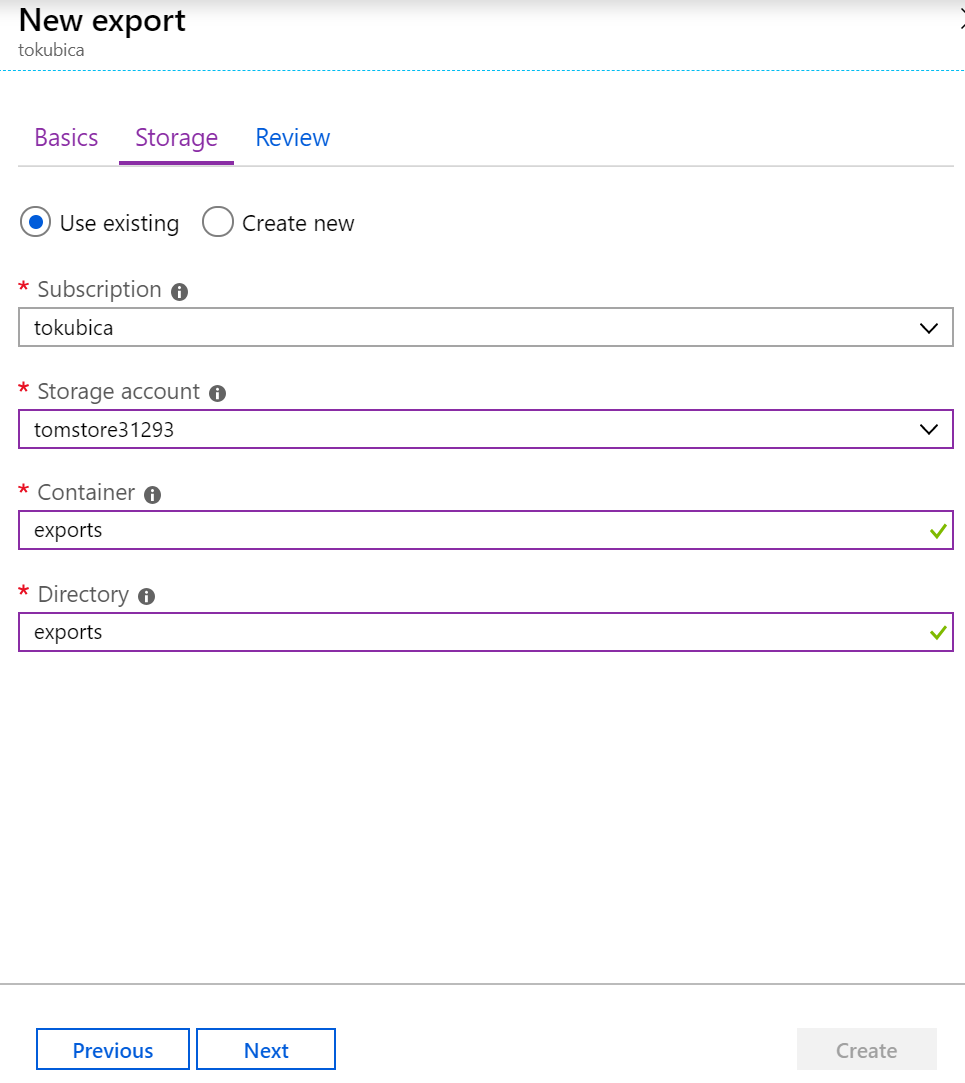 New export
tokubica
Basics Storage Review
Use existing Create new
* Subscription
tokubica
* Storage account
tomstore31293
* Container
exports
* Directory
exports
Previous Next Create